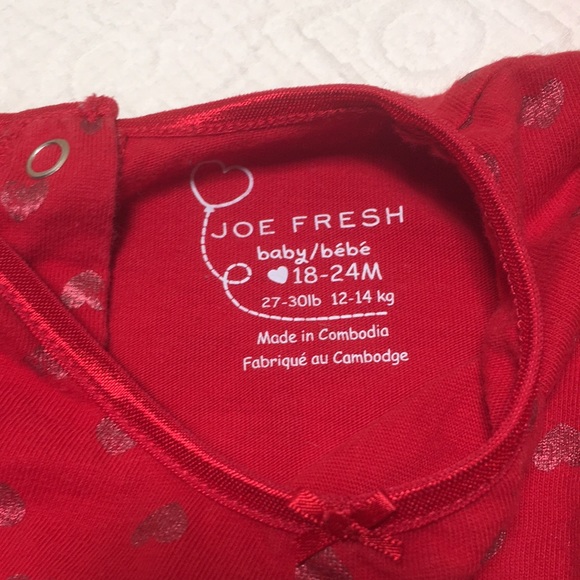 JOE FRESH
baby/bébé
18-24M
27-30lb 12-14 kg
Made in Combodia
Fabriqué au Cambodge